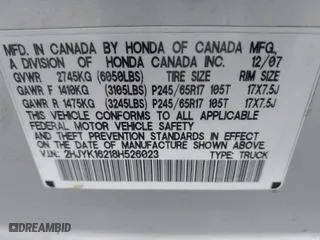 MFD. IN CANADA BY HONDA OF CANADA MFG.,
A DIVISION OF HONDA CANADA INC. 12/07
GVWR 2745KG (6050LBS) TIRE SIZE RIM SIZE
GAWR F 1410KG (3105LBS) P245/65R17 105T 17X7.5J
GAWR R 1475KG (3245LBS) P245/65R17 105T 17X7.5J
THIS VEHICLE CONFORMS TO ALL APPLICABLE
FEDERAL MOTOR VEHICLE SAFETY
AND THEFT PREVENTION STANDARDS IN
EFFECT ON THE DATE OF MANUFACTURE SHOWN ABOVE.
V.I.N.: 2HJYK16218H526023 TYPE: TRUCK
AutoBidMaster